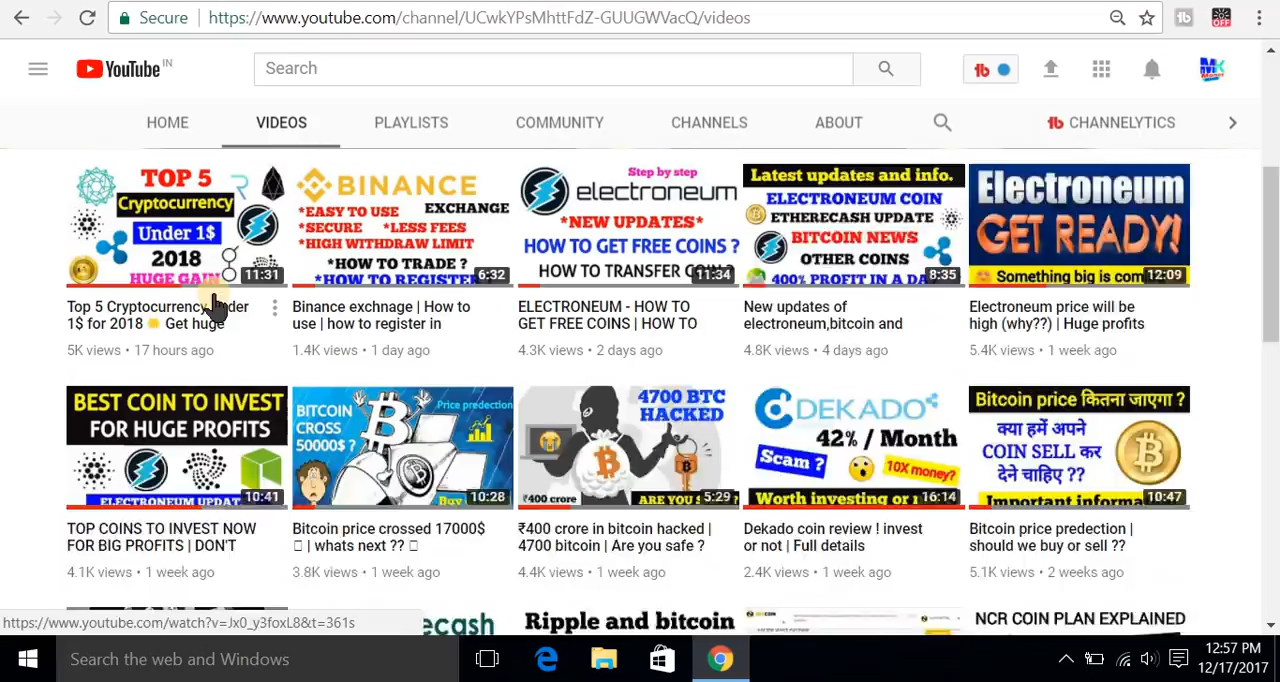 Secure
https://www.youtube.com/channel/UCwkYPsMhttFdZ-GUUGWVacQ/videos
OFF
YouTube IN
Search
HOME
VIDEOS
PLAYLISTS
COMMUNITY
CHANNELS
ABOUT
CHANNELYTICS
TOP 5
Cryptocurrency
Under 1$
2018
HUGE GAIN
11:31
Top 5 Cryptocurrency under
1$ for 2018 Get huge
5K views • 17 hours ago
BINANCE
*EASY TO USE EXCHANGE
*SECURE *LESS FEES
*HIGH WITHDRAW LIMIT
*HOW TO TRADE ?
*HOW TO REGISTER
6:32
Binance exchnage | How to
use | how to register in
1.4K views • 1 day ago
Step by step
electroneum
*NEW UPDATES*
HOW TO GET FREE COINS ?
HOW TO TRANSFER COIN
11:34
ELECTRONEUM - HOW TO
GET FREE COINS | HOW TO
4.3K views • 2 days ago
Latest updates and info.
ELECTRONEUM COIN
ETHERECASH UPDATE
BITCOIN NEWS
OTHER COINS
400% PROFIT IN A DA
8:35
New updates of
electroneum,bitcoin and
4.8K views • 4 days ago
Electroneum
GET READY!
Something big is com
12:09
Electroneum price will be
high (why??) | Huge profits
5.4K views • 1 week ago
BEST COIN TO INVEST
FOR HUGE PROFITS
ELECTRONEUM UPDAT
10:41
TOP COINS TO INVEST NOW
FOR BIG PROFITS | DON'T
4.1K views • 1 week ago
BITCOIN
CROSS
50000$ ?
Price predection
Buy
10:28
Bitcoin price crossed 17000$
| whats next ??
3.8K views • 1 week ago
4700 BTC
HACKED
₹400 crore
ARE YOU S
5:29
₹400 crore in bitcoin hacked |
4700 bitcoin | Are you safe ?
4.4K views • 1 week ago
DEKADO
42% / Month
Scam ?
10X money?
Worth investing or
16:14
Dekado coin review ! invest
or not | Full details
2.4K views • 1 week ago
Bitcoin price कितना जाएगा ?
क्या हमें अपने
COIN SELL कर
देने चाहिए ??
Important informa
10:47
Bitcoin price predection |
should we buy or sell ??
5.1K views • 2 weeks ago
ecash
Ripple and bitcoin
NCR COIN PLAN EXPLAINED
https://www.youtube.com/watch?v=Jx0_y3foxL8&t=361s
Search the web and Windows
12:57 PM
12/17/2017